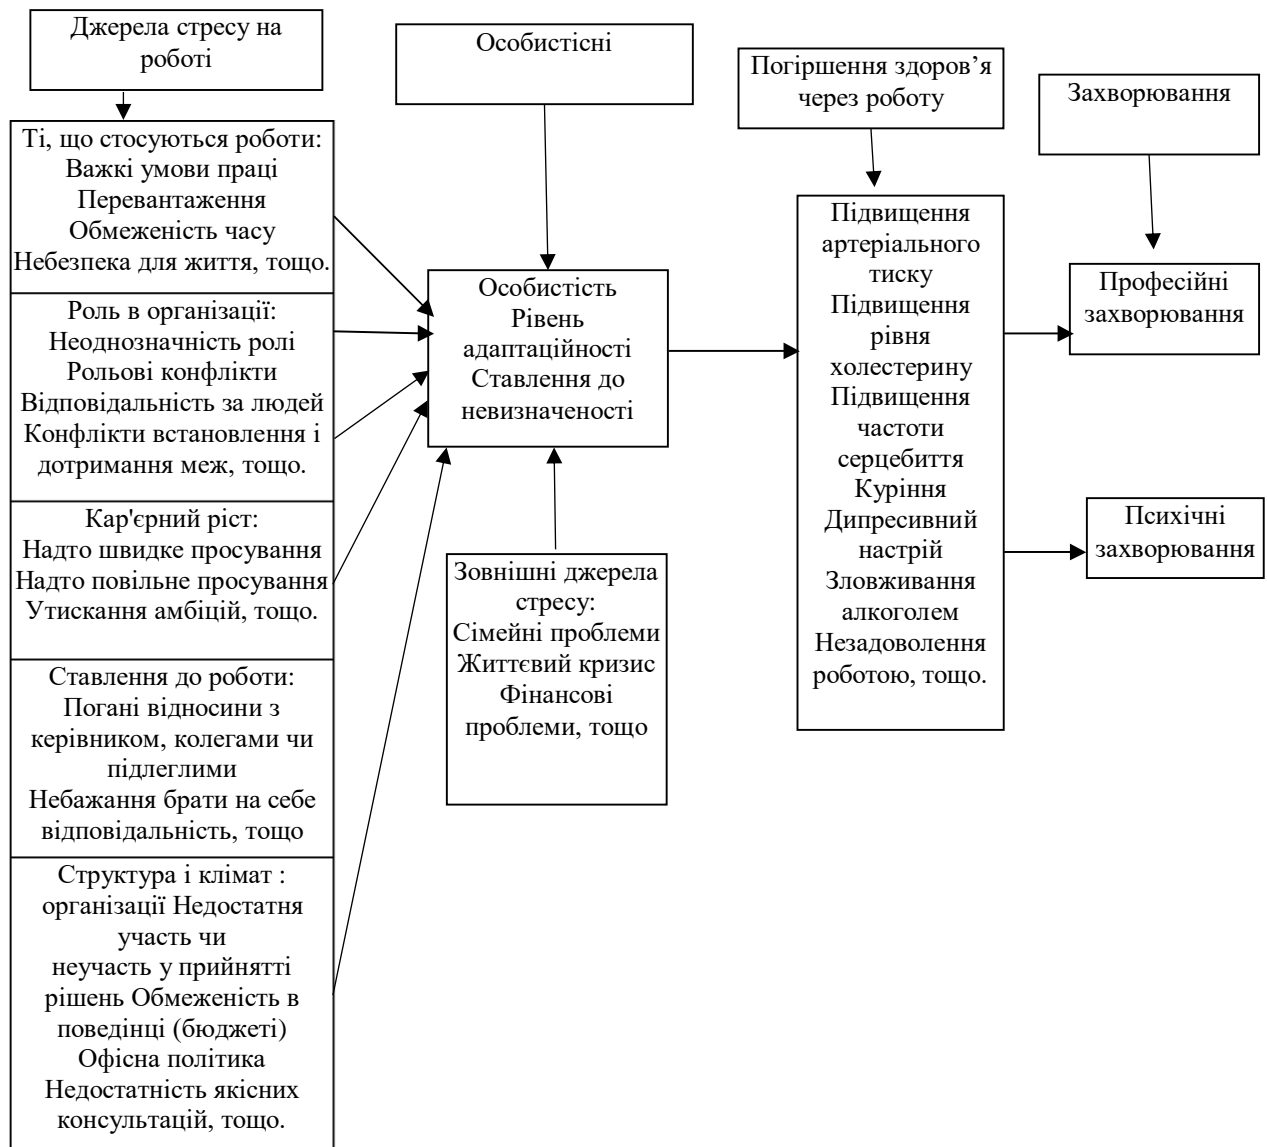 Джерела стресу на
роботі
Особистісні
Погіршення здоров’я
через роботу
Захворювання
Ті, що стосуються роботи:
Важкі умови праці
Перевантаження
Обмеженість часу
Небезпека для життя, тощо.
Роль в організації:
Неоднозначність ролі
Рольові конфлікти
Відповідальність за людей
Конфлікти встановлення і
дотримання меж, тощо.
Кар'єрний ріст:
Надто швидке просування
Надто повільне просування
Утискання амбіцій, тощо.
Ставлення до роботи:
Погані відносини з
керівником, колегами чи
підлеглими
Небажання брати на себе
відповідальність, тощо
Структура і клімат :
організації Недостатня
участь чи
неучасть у прийнятті
рішень Обмеженість в
поведінці (бюджеті)
Офісна політика
Недостатність якісних
консультацій, тощо.
Особистість
Рівень
адаптаційності
Ставлення до
невизначеності
Зовнішні джерела
стресу:
Сімейні проблеми
Життєвий кризис
Фінансові
проблеми, тощо
Підвищення
артеріального
тиску
Підвищення
рівня
холестерину
Підвищення
частоти
серцебиття
Куріння
Дипресивний
настрій
Зловживання
алкоголем
Незадоволення
роботою, тощо.
Професійні
захворювання
Психічні
захворювання